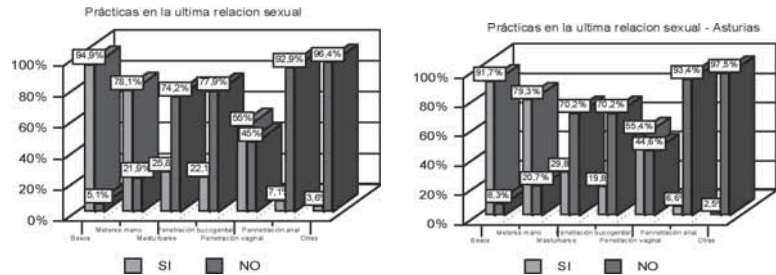 Prácticas en la ultima relacion sexual
94,9%
78,1%
74,2%
77,9%
55%
92,9%
96,4%
100%
80%
60%
45%
40%
21,9%
25,8
22,1
20%
5,1%
7,1%
3,6%
0%
Besos
Meterse mano
Masturbarse
Penetración bucogenital
Penetración vaginal
Pennetración anal
Otras
SI NO
Prácticas en la ultima relacion sexual - Asturias
91,7%
79,3%
70,2%
70,2%
55,4%
93,4%
97,5%
100%
80%
60%
44,6%
40%
20,7%
29,8
19,8
20%
8,3%
6,6%
2,5%
0%
Besos
Meterse mano
Masturbarse
Penetración bucogenital
Penetración vaginal
Pennetración anal
Otras
SI NO